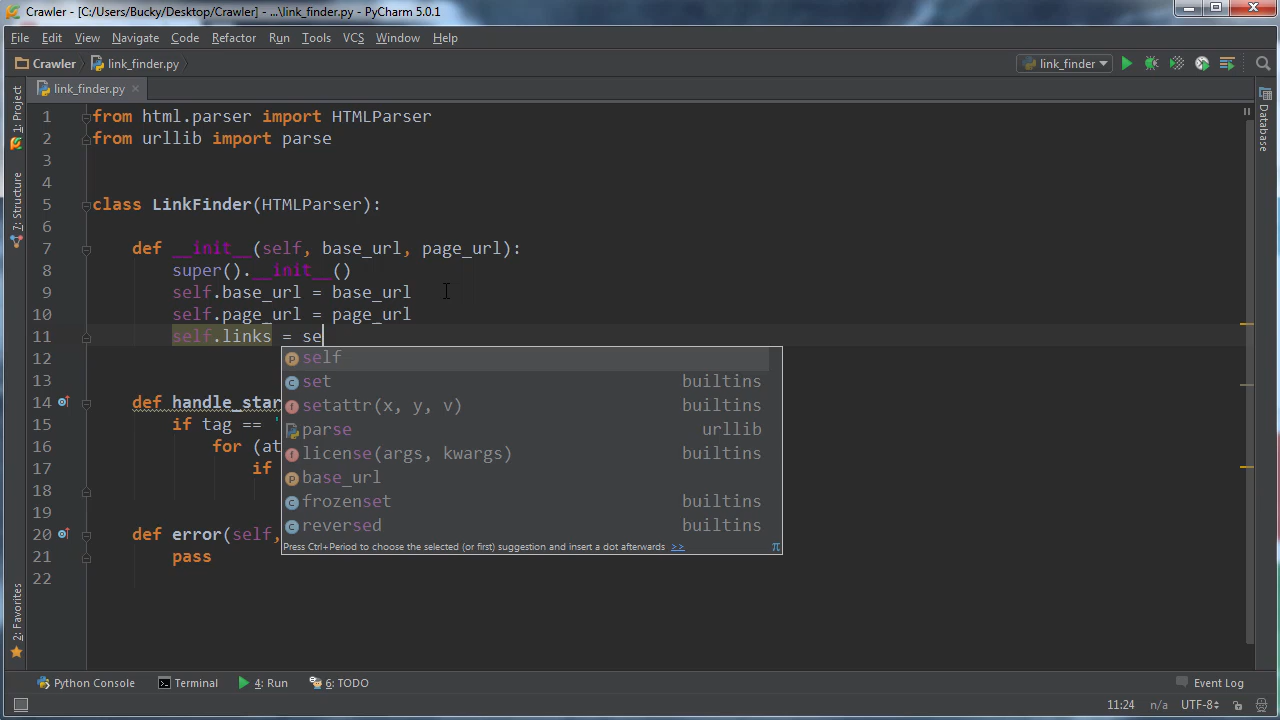 Crawler - [C:/Users/Bucky/Desktop/Crawler] - ...\link_finder.py - PyCharm 5.0.1
File Edit View Navigate Code Refactor Run Tools VCS Window Help
Crawler link_finder.py link_finder
link_finder.py
1: Project
7: Structure
2: Favorites
Database
1 from html.parser import HTMLParser
2 from urllib import parse
3
4
5 class LinkFinder(HTMLParser):
6
7 def __init__(self, base_url, page_url):
8 super().__init__()
9 self.base_url = base_url
10 self.page_url = page_url
11 self.links = se
12
13
14 def handle_star
15 if tag == '
16 for (at
17 if
18
19
20 def error(self,
21 pass
22
self
set builtins
setattr(x, y, v) builtins
parse urllib
license(args, kwargs) builtins
base_url
frozenset builtins
reversed builtins
Press Ctrl+Period to choose the selected (or first) suggestion and insert a dot afterwards >> π
Python Console Terminal 4: Run 6: TODO Event Log
11:24 n/a UTF-8